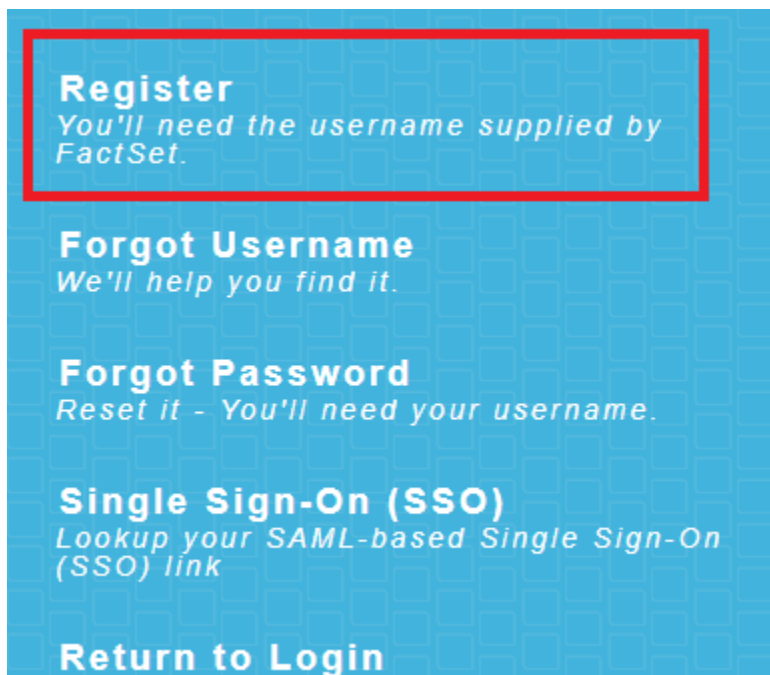 Register
You'll need the username supplied by
FactSet.
Forgot Username
We'll help you find it.
Forgot Password
Reset it - You'll need your username.
Single Sign-On (SSO)
Lookup your SAML-based Single Sign-On
(SSO) link
Return to Login